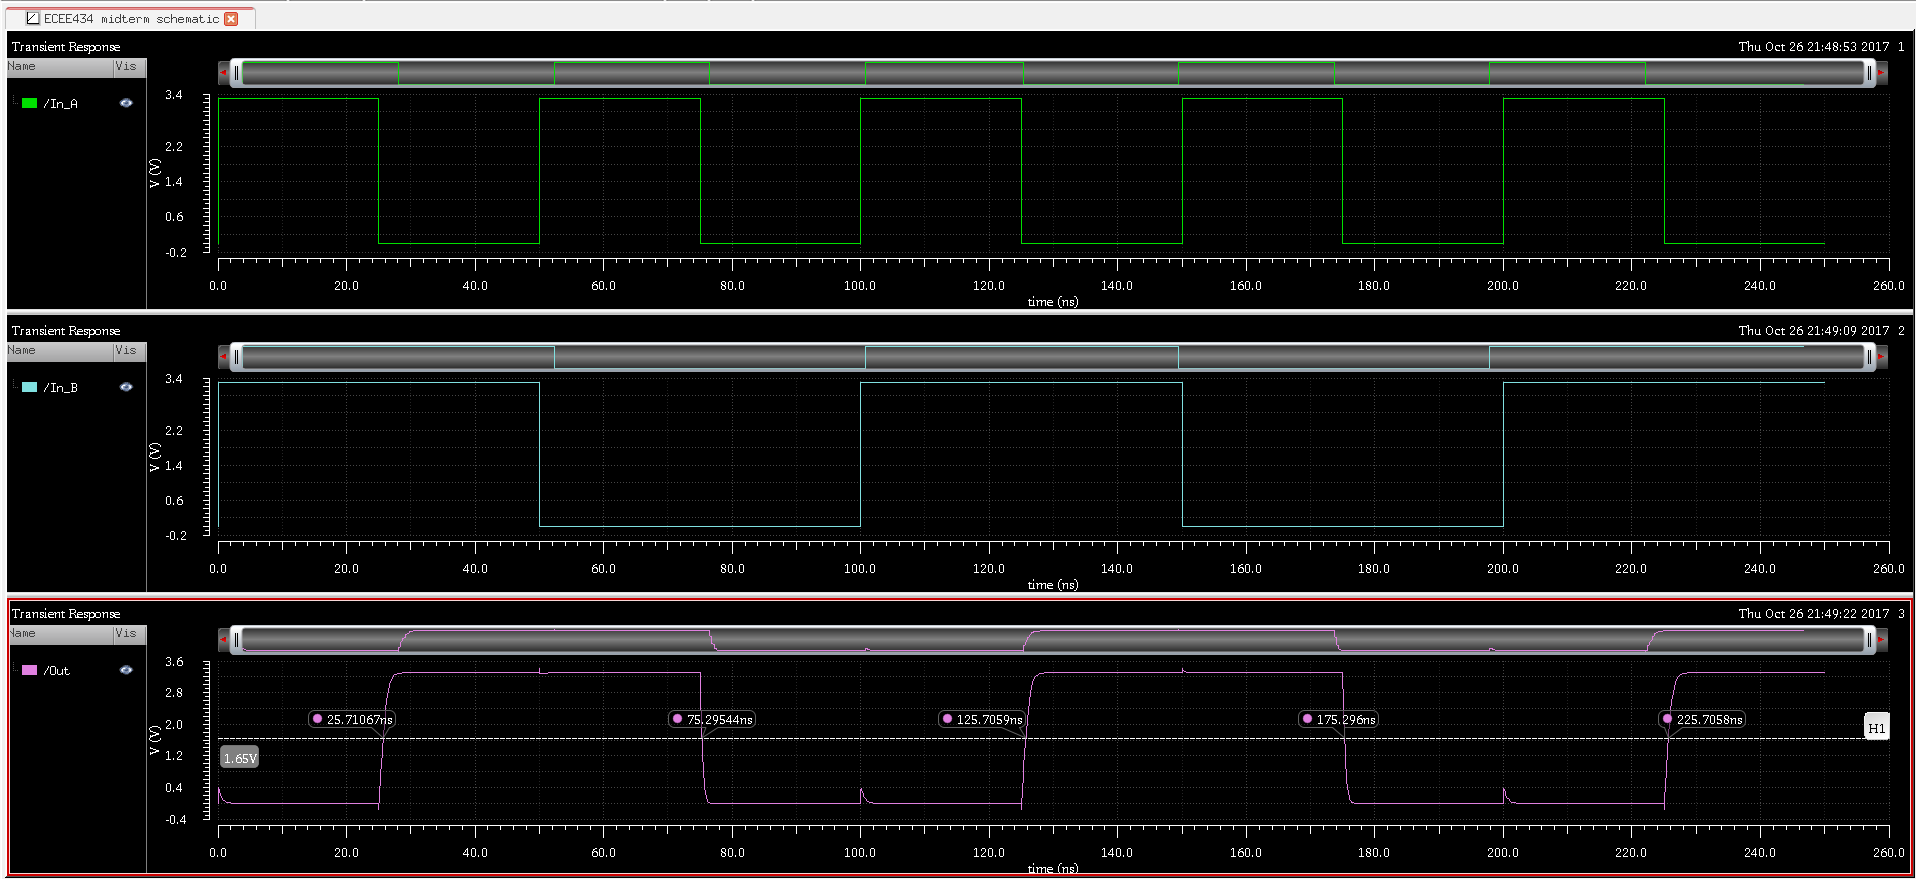 ECEE434 midterm schematic
Transient Response
Thu Oct 26 21:48:53 2017 1
Name Vis
/In_A
3.4
2.2
1.4
0.6
-0.2
V (V)
0.0 20.0 40.0 60.0 80.0 100.0 120.0 140.0 160.0 180.0 200.0 220.0 240.0 260.0
time (ns)
Transient Response
Thu Oct 26 21:49:09 2017 2
Name Vis
/In_B
3.4
2.2
1.4
0.6
-0.2
V (V)
0.0 20.0 40.0 60.0 80.0 100.0 120.0 140.0 160.0 180.0 200.0 220.0 240.0 260.0
time (ns)
Transient Response
Thu Oct 26 21:49:22 2017 3
Name Vis
/Out
3.6
2.8
2.0
1.2
0.4
-0.4
V (V)
25.71067ns 75.29544ns 125.7059ns 175.296ns 225.7058ns
H1
1.65V
0.0 20.0 40.0 60.0 80.0 100.0 120.0 140.0 160.0 180.0 200.0 220.0 240.0 260.0
time (ns)